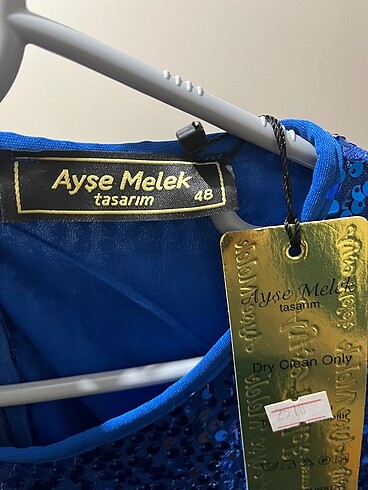 Ayşe Melek
tasarım
48
Ayşe Melek
tasarım
Dry Clean Only